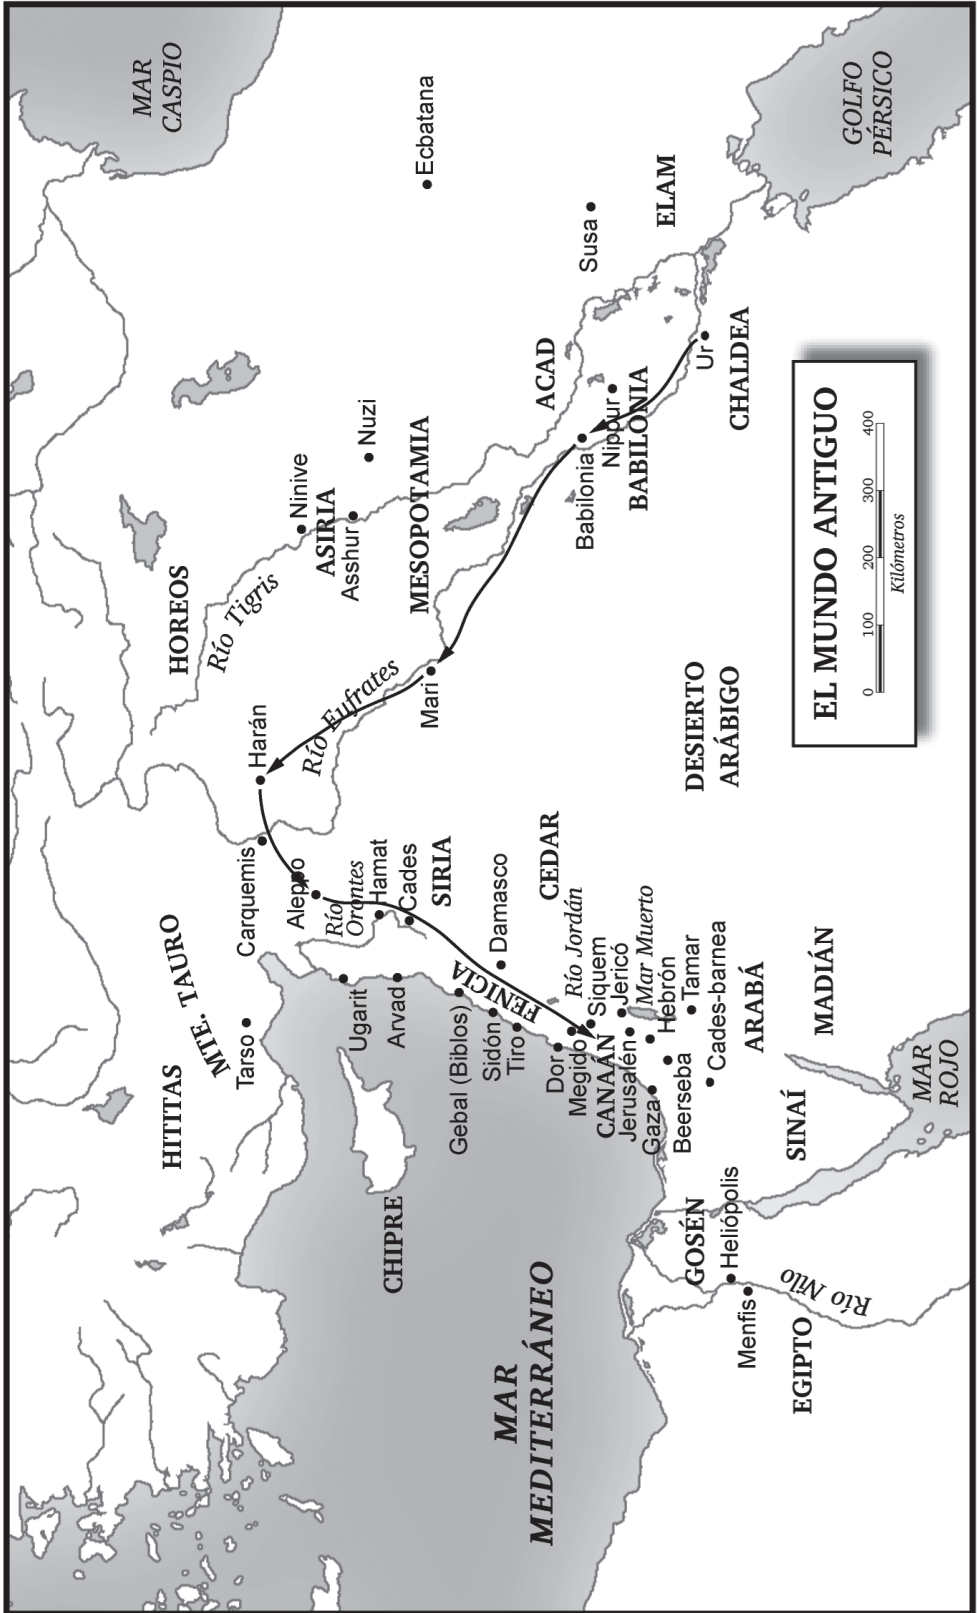 MAR
CASPIO
Ecbatana
GOLFO
PÉRSICO
ELAM
Susa
Ur
CHALDEA
ACAD
Nippur
BABILONIA
Babilonia
Nuzi
Ninive
ASIRIA
Asshur
MESOPOTAMIA
HOREOS
Río Tigris
Mari
Río Eufrates
Harán
DESIERTO
ARÁBIGO
EL MUNDO ANTIGUO
0 100 200 300 400
Kilómetros
Carquemis
Aleppo
Río
Orontes
Hamat
Cades
SIRIA
Damasco
CEDAR
MTE. TAURO
Tarso
HITITAS
Ugarit
Arvad
FENICIA
Gebal (Biblos)
Sidón
Tiro
Dor
Megido
Río Jordán
Siquem
CANAÁN
Jericó
Jerusaén
Mar Muerto
Hebrón
Gaza
Tamar
Beerseba
Cades-barnea
ARABÁ
MADIÁN
MAR
ROJO
SINAÍ
CHIPRE
MAR
MEDITERRÁNEO
GOSÉN
Heliópolis
Menfis
Río Nilo
EGIPTO